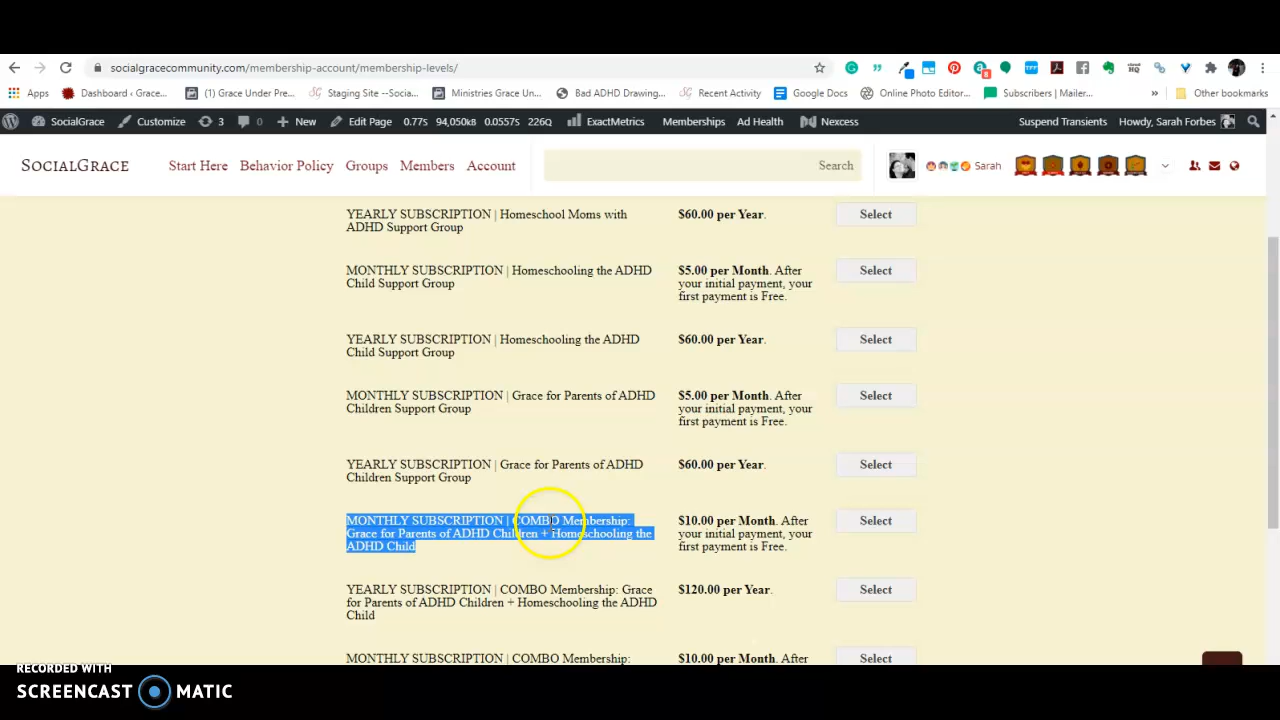 socialgracecommunity.com/membership-account/membership-levels/
Apps Dashboard ‹ Grace... (1) Grace Under Pre... Staging Site --Socia... Ministries Grace Un... Bad ADHD Drawing... Recent Activity Google Docs Online Photo Editor... Subscribers | Mailer... » Other bookmarks
SocialGrace Customize 3 0 New Edit Page 0.77s 94,050kB 0.0557s 226Q ExactMetrics Memberships Ad Health Nexcess Suspend Transients Howdy, Sarah Forbes
SOCIALGRACE Start Here Behavior Policy Groups Members Account Search Sarah
YEARLY SUBSCRIPTION | Homeschool Moms with $60.00 per Year. Select
ADHD Support Group
MONTHLY SUBSCRIPTION | Homeschooling the ADHD $5.00 per Month. After Select
Child Support Group your initial payment, your
first payment is Free.
YEARLY SUBSCRIPTION | Homeschooling the ADHD $60.00 per Year. Select
Child Support Group
MONTHLY SUBSCRIPTION | Grace for Parents of ADHD $5.00 per Month. After Select
Children Support Group your initial payment, your
first payment is Free.
YEARLY SUBSCRIPTION | Grace for Parents of ADHD $60.00 per Year. Select
Children Support Group
MONTHLY SUBSCRIPTION | COMBO Membership: $10.00 per Month. After Select
Grace for Parents of ADHD Children + Homeschooling the your initial payment, your
ADHD Child first payment is Free.
YEARLY SUBSCRIPTION | COMBO Membership: Grace $120.00 per Year. Select
for Parents of ADHD Children + Homeschooling the ADHD
Child
MONTHLY SUBSCRIPTION | COMBO Membership: $10.00 per Month. After Select
RECORDED WITH
SCREENCAST MATIC